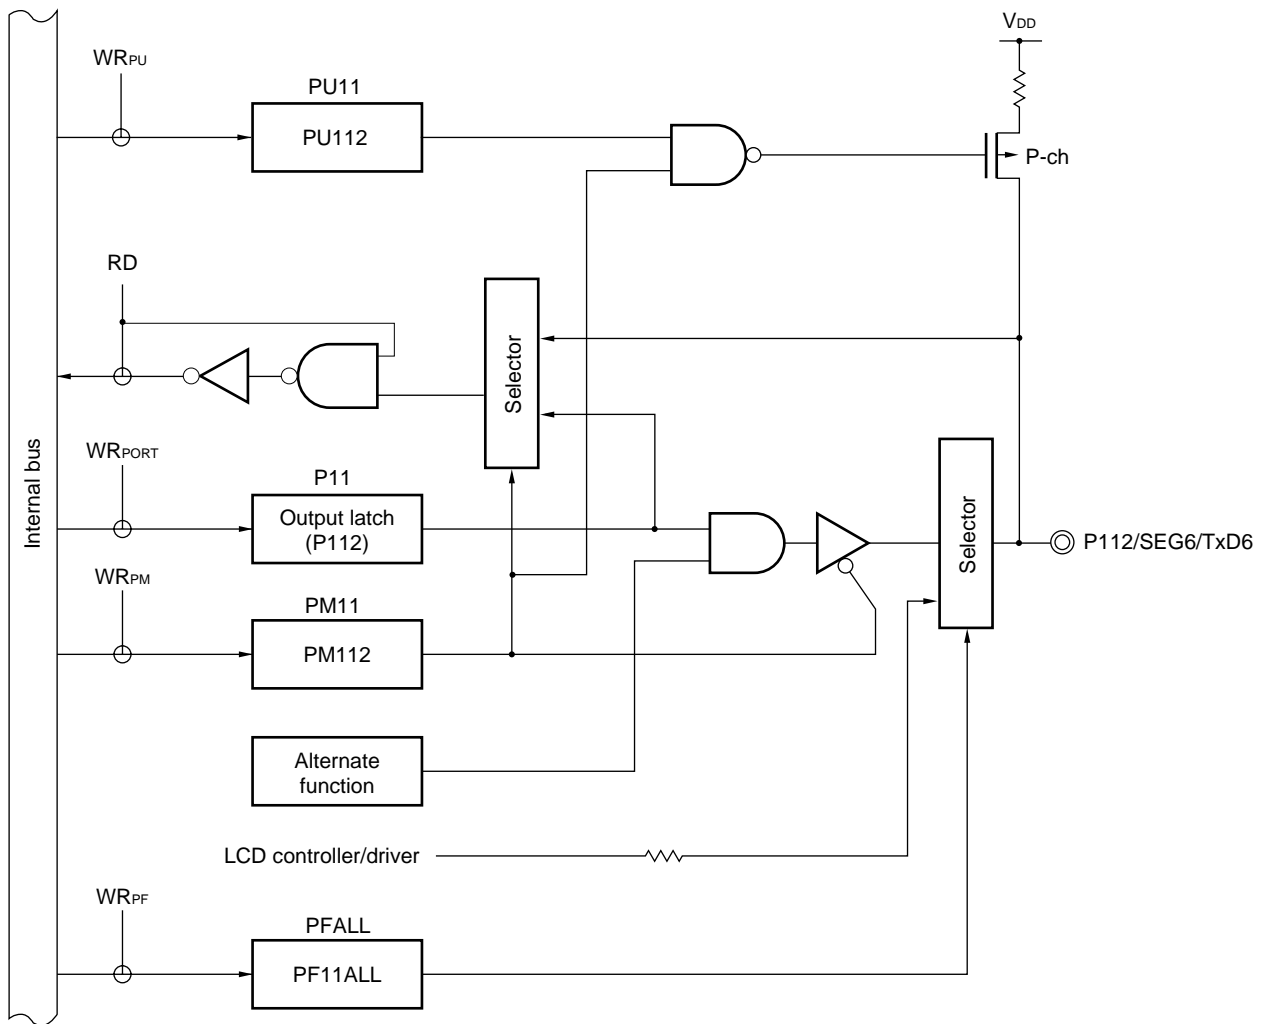 VDD
WRPU
PU11
PU112
P-ch
RD
Selector
WRPORT
P11
Output latch
(P112)
Internal bus
Selector
P112/SEG6/TxD6
WRPM
PM11
PM112
Alternate
function
LCD controller/driver
WRPF
PFALL
PF11ALL